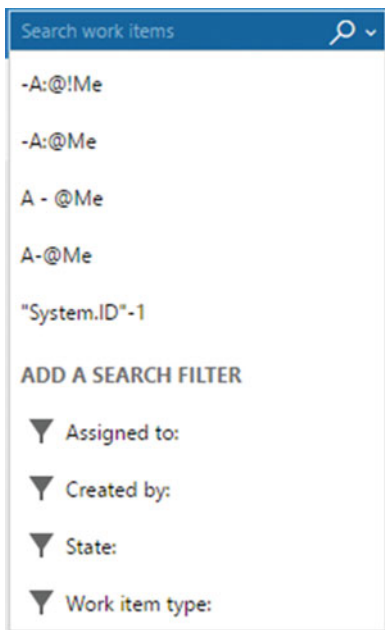 Search work items
-A:@!Me
-A:@Me
A - @Me
A-@Me
"System.ID"-1
ADD A SEARCH FILTER
Assigned to:
Created by:
State:
Work item type: